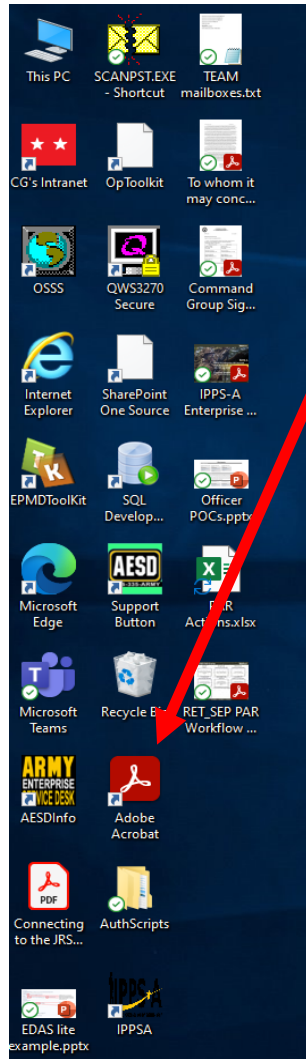 This PC
SCANPST.EXE
- Shortcut
TEAM
mailboxes.txt
CG's Intranet
OpToolkit
To whom it
may conc...
OSSS
QWS3270
Secure
Command
Group Sig...
Internet
Explorer
SharePoint
One Source
IPPS-A
Enterprise ...
TK
EPMDToolKit
SQL
Develop...
Officer
POCs.pptx
AESD
Microsoft
Edge
Support
Button
Microsoft
Teams
Recycle
RET_SEP PAR
Workflow ...
ARMY
ENTERPRISE
SERVICE DESK
AESDInfo
Adobe
Acrobat
PDF
Connecting
to the JRS...
AuthScripts
EDAS lite
example.pptx
IPPS-A
IPPSA